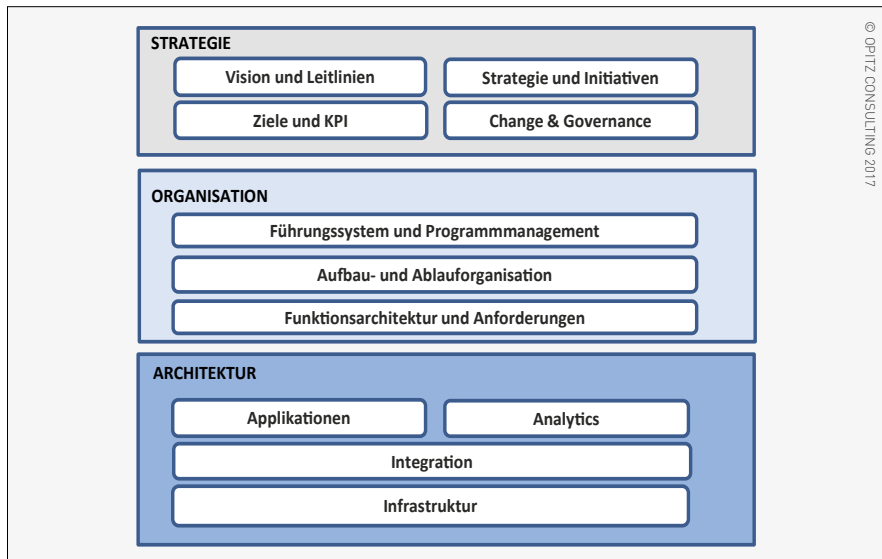 STRATEGIE
Vision und Leitlinien
Strategie und Initiativen
Ziele und KPI
Change & Governance
ORGANISATION
Führungssystem und Programmmanagement
Aufbau- und Ablauforganisation
Funktionsarchitektur und Anforderungen
ARCHITEKTUR
Applikationen
Analytics
Integration
Infrastruktur
© OPITZ CONSULTING 2017